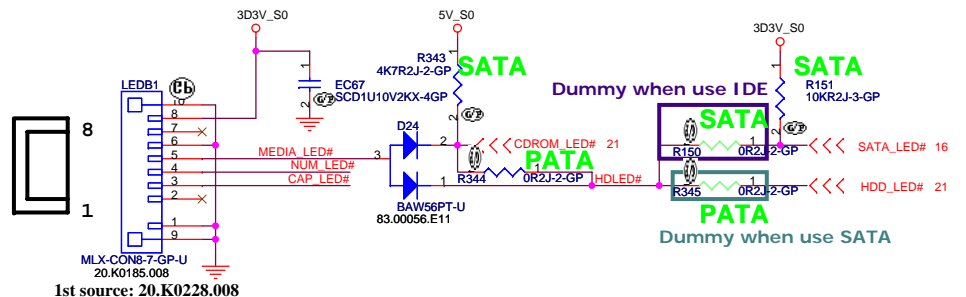 3D3V_S0
5V_S0
3D3V_S0
R343
4K7R2J-2-GP
SATA
SATA
R151
10KR2J-3-GP
LEDB1
EC67
SCD1U10V2KX-4GP
1
2
Dummy when use IDE
SATA
10
8
7
6
5
4
3
2
1
9
8
1
MEDIA_LED#
NUM_LED#
CAP_LED#
D24
3
2
1
CDROM_LED# 21
PATA
R344
0R2J-2-GP
HDLED#
R150
0R2J-2-GP
SATA_LED# 16
R345
0R2J-2-GP
HDD_LED# 21
PATA
Dummy when use SATA
BAW56PT-U
83.00056.E11
MLX-CON8-7-GP-U
20.K0185.008
1st source: 20.K0228.008